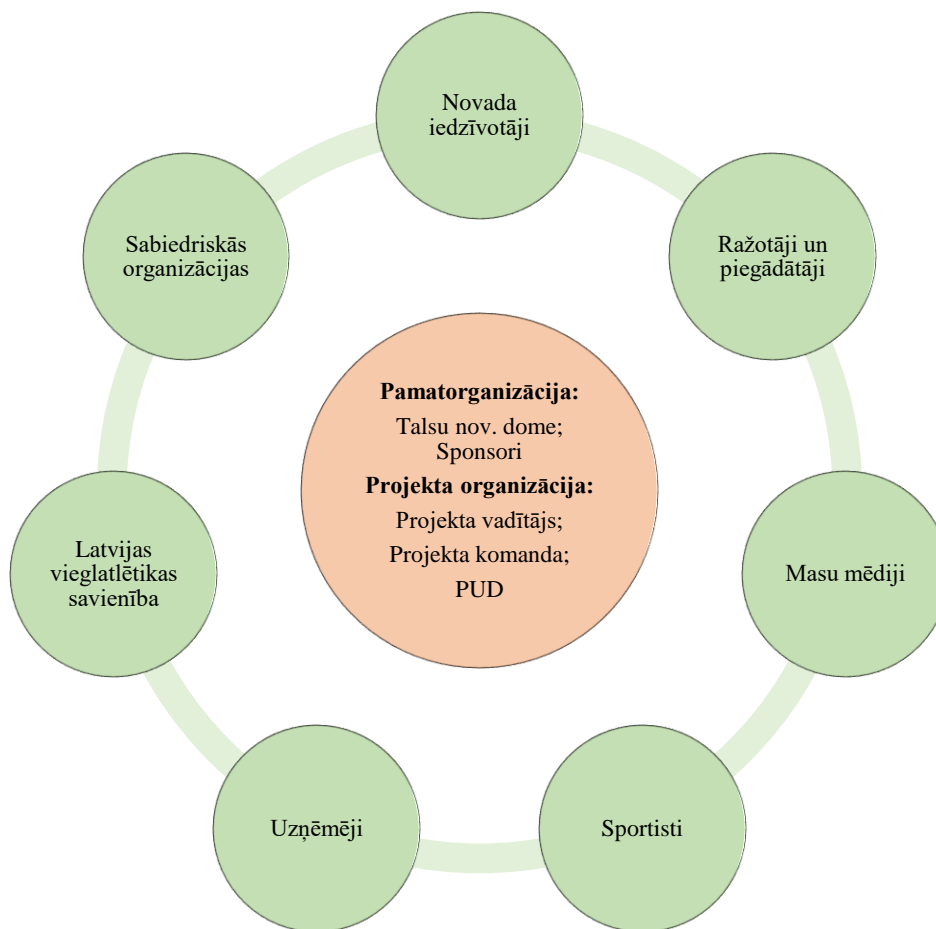 Novada
iedzīvotāji
Sabiedriskās
organizācijas
Ražotāji un
piegādātāji
Pamatorganizācija:
Talsu nov. dome;
Sponsori
Projekta organizācija:
Projekta vadītājs;
Projekta komanda;
PUD
Latvijas
vieglatlētikas
savienība
Masu mēdiji
Uzņēmēji
Sportisti